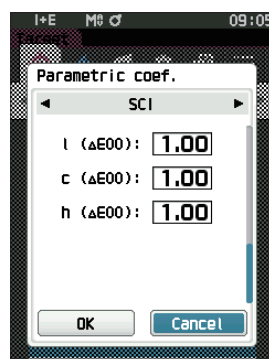 I+E M⇳ ♂ 09:05
Target
Parametric coef.
◄ SCI ►
l (ΔE00): 1.00
c (ΔE00): 1.00
h (ΔE00): 1.00
OK Cancel